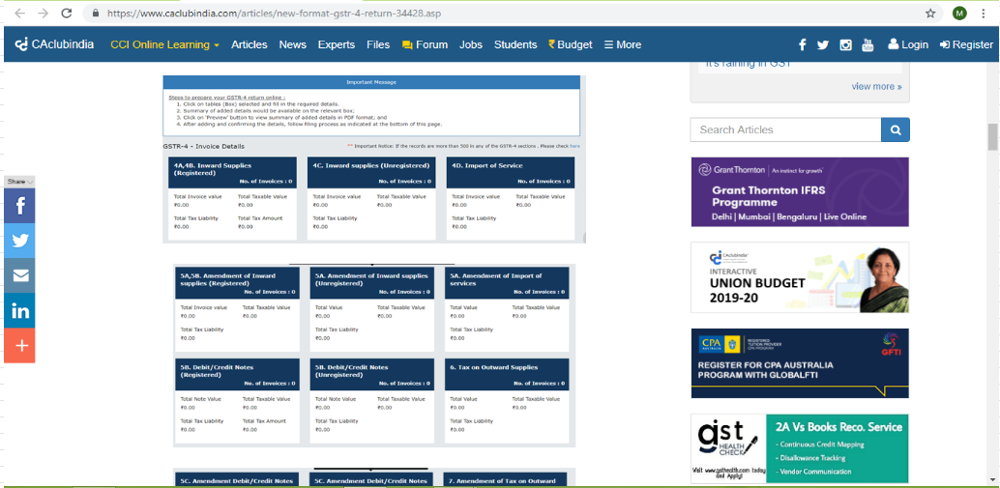 https://www.caclubindia.com/articles/new-format-gstr-4-return-34428.asp
M
CAclubindia
CCI Online Learning
Articles
News
Experts
Files
Forum
Jobs
Students
₹ Budget
More
Login
Register
Important Message
Steps to prepare your GSTR-4 return online :
1. Click on tables (Box) selected and fill in the required details.
2. Summary of added details would be available on the relevant box;
3. Click on 'Preview' button to view summary of added details in PDF format; and
4. After adding and confirming the details, follow filing process as indicated at the bottom of this page.
GSTR-4 - Invoice Details
** Important Notice: If the records are more than 500 in any of the GSTR-4 sections . Please check here
4A,4B. Inward Supplies
(Registered)
No. of Invoices : 0
Total Invoice value
Total Taxable Value
₹0.00
₹0.00
Total Tax Liability
Total Tax Amount
₹0.00
₹0.00
4C. Inward supplies (Unregistered)
No. of Invoices : 0
Total Invoice value
Total Taxable Value
₹0.00
₹0.00
Total Tax Liability
₹0.00
4D. Import of Service
No. of Invoices : 0
Total Invoice value
Total Taxable Value
₹0.00
₹0.00
Total Tax Liability
₹0.00
5A,5B. Amendment of Inward
supplies (Registered)
No. of Invoices : 0
Total Invoice value
Total Taxable Value
₹0.00
₹0.00
Total Tax Liability
₹0.00
5A. Amendment of Inward supplies
(Unregistered)
No. of Invoices : 0
Total Value
Total Taxable Value
₹0.00
₹0.00
Total Tax Liability
₹0.00
5A. Amendment of Import of
services
No. of Invoices : 0
Total Value
Total Taxable Value
₹0.00
₹0.00
Total Tax Liability
₹0.00
5B. Debit/Credit Notes
(Registered)
No. of Invoices : 0
Total Note Value
Total Taxable Value
₹0.00
₹0.00
Total Tax Liability
Total Tax Amount
₹0.00
₹0.00
5B. Debit/Credit Notes
(Unregistered)
No. of Invoices : 0
Total Note Value
Total Taxable Value
₹0.00
₹0.00
Total Tax Liability
₹0.00
6. Tax on Outward Supplies
No. of Invoices : 0
Total Value
Total Taxable Value
₹0.00
₹0.00
Total Tax Liability
₹0.00
5C. Amendment Debit/Credit Notes
5C. Amendment Debit/Credit Notes
7. Amendment of Tax on Outward
Share
It's raining in GST
view more »
Search Articles
Grant Thornton
An instinct for growth
Grant Thornton IFRS
Programme
Delhi | Mumbai | Bengaluru | Live Online
CAclubindia
INTERACTIVE
UNION BUDGET
2019-20
CPA
AUSTRALIA
REGISTERED
TUITION PROVIDER
CPA PROGRAM
GFTI
REGISTER FOR CPA AUSTRALIA
PROGRAM WITH GLOBALFTI
gst
HEALTH
CHECK
Visit www.gsthealth.com today
and Apply!
2A Vs Books Reco. Service
- Continuous Credit Mapping
- Disallowance Tracking
- Vendor Communication